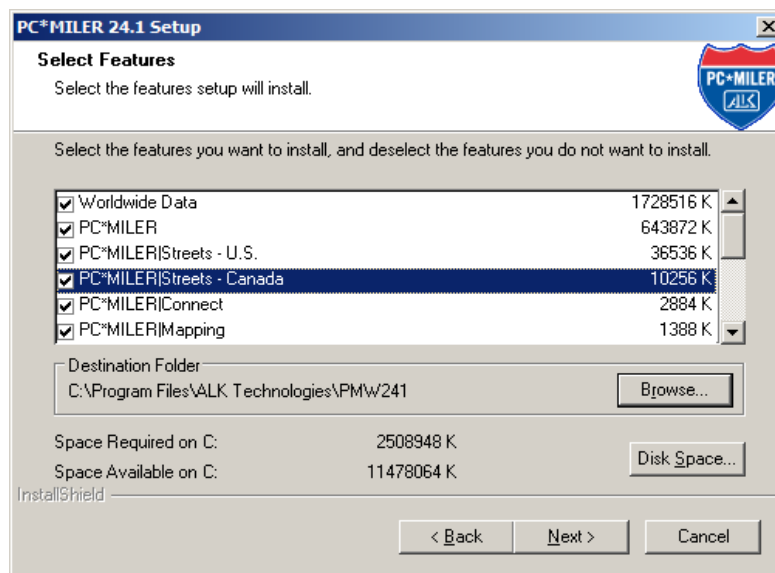 PC*MILER 24.1 Setup
Select Features
Select the features setup will install.
PC*MILER
ALK
Select the features you want to install, and deselect the features you do not want to install.
Worldwide Data 1728516 K
PC*MILER 643872 K
PC*MILER|Streets - U.S. 36536 K
PC*MILER|Streets - Canada 10256 K
PC*MILER|Connect 2884 K
PC*MILER|Mapping 1388 K
Destination Folder
C:\Program Files\ALK Technologies\PMW241 Browse...
Space Required on C: 2508948 K
Space Available on C: 11478064 K
Disk Space...
InstallShield
< Back Next > Cancel